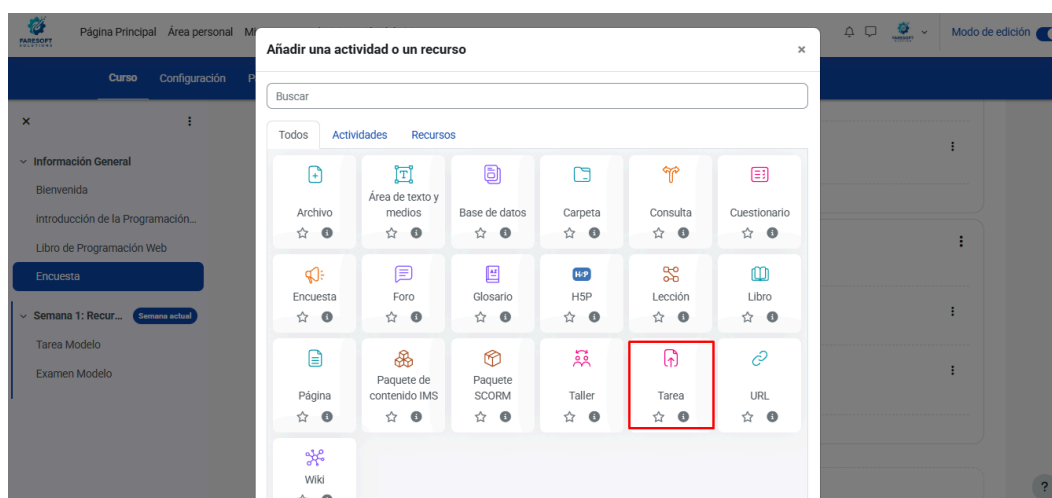 PARESOFT
SOLUTIONS
Página Principal Área personal
Modo de edición
Añadir una actividad o un recurso
×
Curso Configuración
Buscar
Todos Actividades Recursos
Información General
Bienvenida
introducción de la Programación...
Libro de Programación Web
Encuesta
Semana 1: Recur... Semana actual
Tarea Modelo
Examen Modelo
Archivo
Área de texto y
medios
Base de datos
Carpeta
Consulta
Cuestionario
Encuesta
Foro
Glosario
H5P
H5P
Lección
Libro
Página
Paquete de
contenido IMS
Paquete
SCORM
Taller
Tarea
URL
Wiki
?